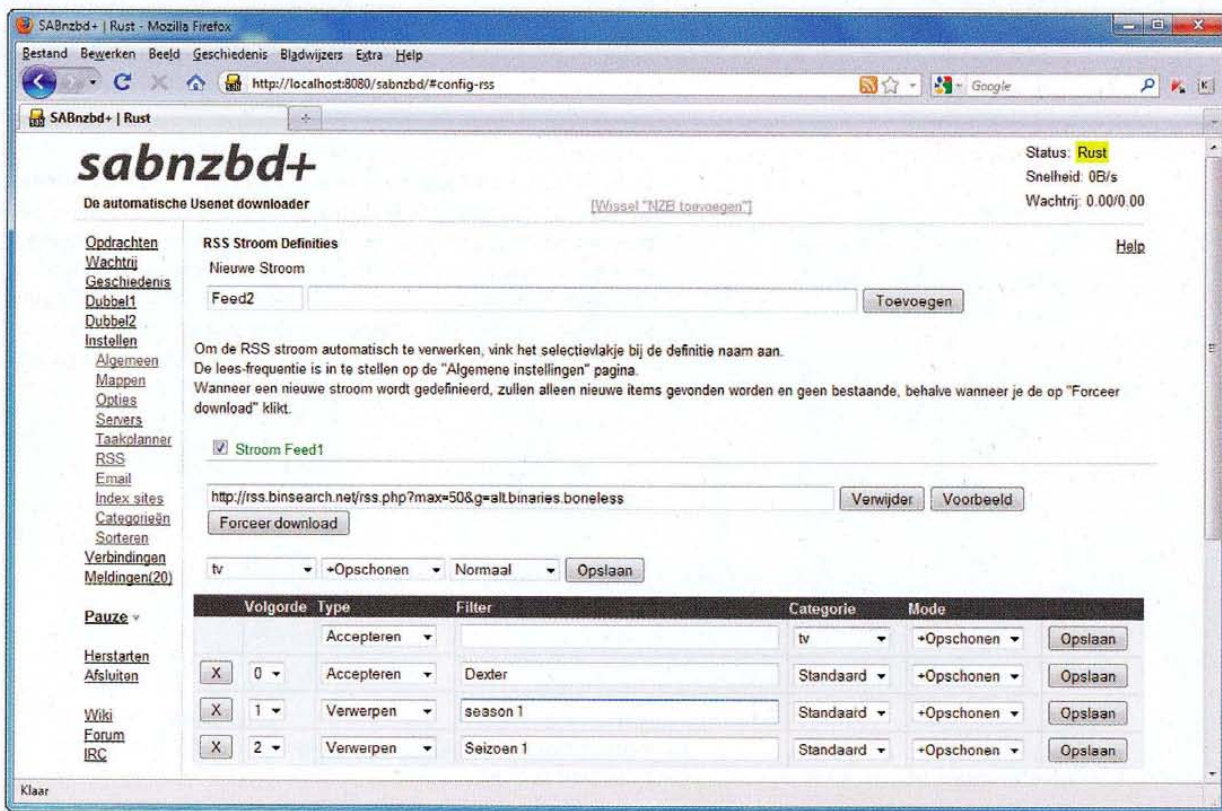 SABnzbd+ | Rust - Mozilla Firefox
Bestand Bewerken Beeld Geschiedenis Bladwijzers Extra Help
http://localhost:8080/sabnzbd/#config-rss
Google
SABnzbd+ | Rust
sabnzbd+
De automatische Usenet downloader
[Wissel "NZB toevoegen"]
Status: Rust
Snelheid: 0B/s
Wachtrij: 0.00/0.00
Opdrachten
Wachtrij
Geschiedenis
Dubbel1
Dubbel2
Instellen
Algemeen
Mappen
Opties
Servers
Taakplanner
RSS
Email
Index sites
Categorieën
Sorteren
Verbindingen
Meldingen(20)
Pauze
Herstarten
Afsluiten
Wiki
Forum
IRC
RSS Stroom Definities
Help
Nieuwe Stroom
Feed2 Toevoegen
Om de RSS stroom automatisch te verwerken, vink het selectievlakje bij de definitie naam aan.
De lees-frequentie is in te stellen op de "Algemene instellingen" pagina.
Wanneer een nieuwe stroom wordt gedefinieerd, zullen alleen nieuwe items gevonden worden en geen bestaande, behalve wanneer je de op "Forceer
download" klikt.
Stroom Feed1
http://rss.binsearch.net/rss.php?max=50&g=alt.binaries.boneless Verwijder Voorbeeld
Forceer download
tv +Opschonen Normaal Opslaan
Volgorde Type Filter Categorie Mode
Accepteren tv +Opschonen Opslaan
X 0 Accepteren Dexter Standaard +Opschonen Opslaan
X 1 Verwerpen season 1 Standaard +Opschonen Opslaan
X 2 Verwerpen Seizoen 1 Standaard +Opschonen Opslaan
Klaar